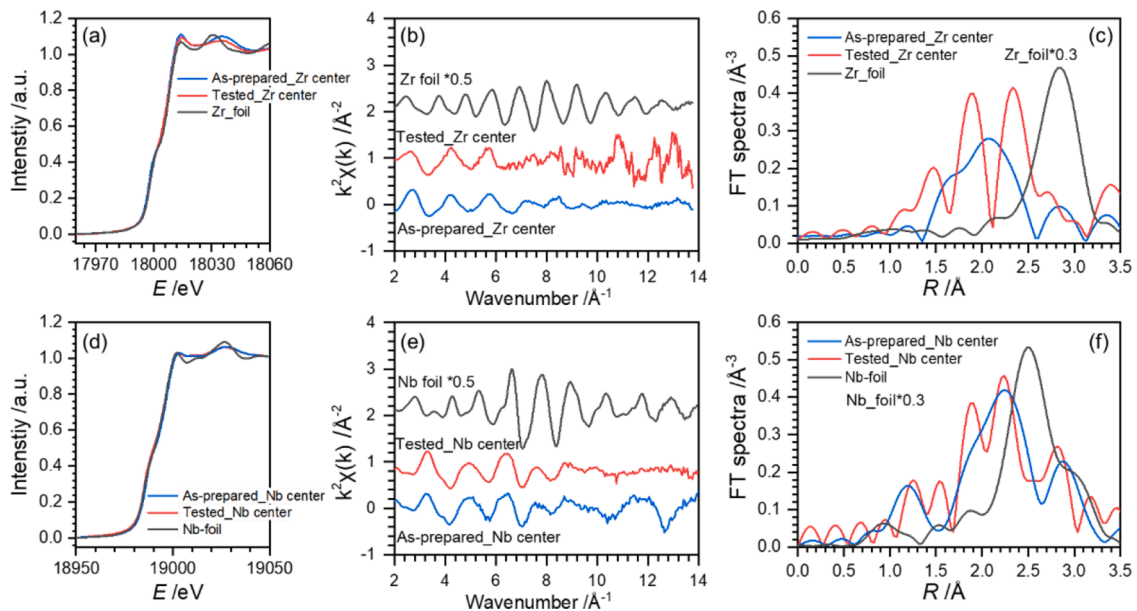 (a)
As-prepared_Zr center
Tested_Zr center
Zr_foil
Intenstiy /a.u.
1.2
1.0
0.8
0.6
0.4
0.2
0.0
17970 18000 18030 18060
E /eV
(b)
Zr foil *0.5
Tested_Zr center
As-prepared_Zr center
k²χ(k) /Å⁻²
4
3
2
1
0
-1
2 4 6 8 10 12 14
Wavenumber /Å⁻¹
(c)
As-prepared_Zr center
Tested_Zr center
Zr_foil
Zr_foil*0.3
FT spectra /Å⁻³
0.6
0.5
0.4
0.3
0.2
0.1
0.0
0.0 0.5 1.0 1.5 2.0 2.5 3.0 3.5
R /Å
(d)
As-prepared_Nb center
Tested_Nb center
Nb-foil
Intenstiy /a.u.
1.2
1.0
0.8
0.6
0.4
0.2
0.0
18950 19000 19050
E /eV
(e)
Nb foil *0.5
Tested_Nb center
As-prepared_Nb center
k²χ(k) /Å⁻²
4
3
2
1
0
-1
2 4 6 8 10 12 14
Wavenumber /Å⁻¹
(f)
As-prepared_Nb center
Tested_Nb center
Nb-foil
Nb_foil*0.3
FT spectra /Å⁻³
0.6
0.5
0.4
0.3
0.2
0.1
0.0
0.0 0.5 1.0 1.5 2.0 2.5 3.0 3.5
R /Å